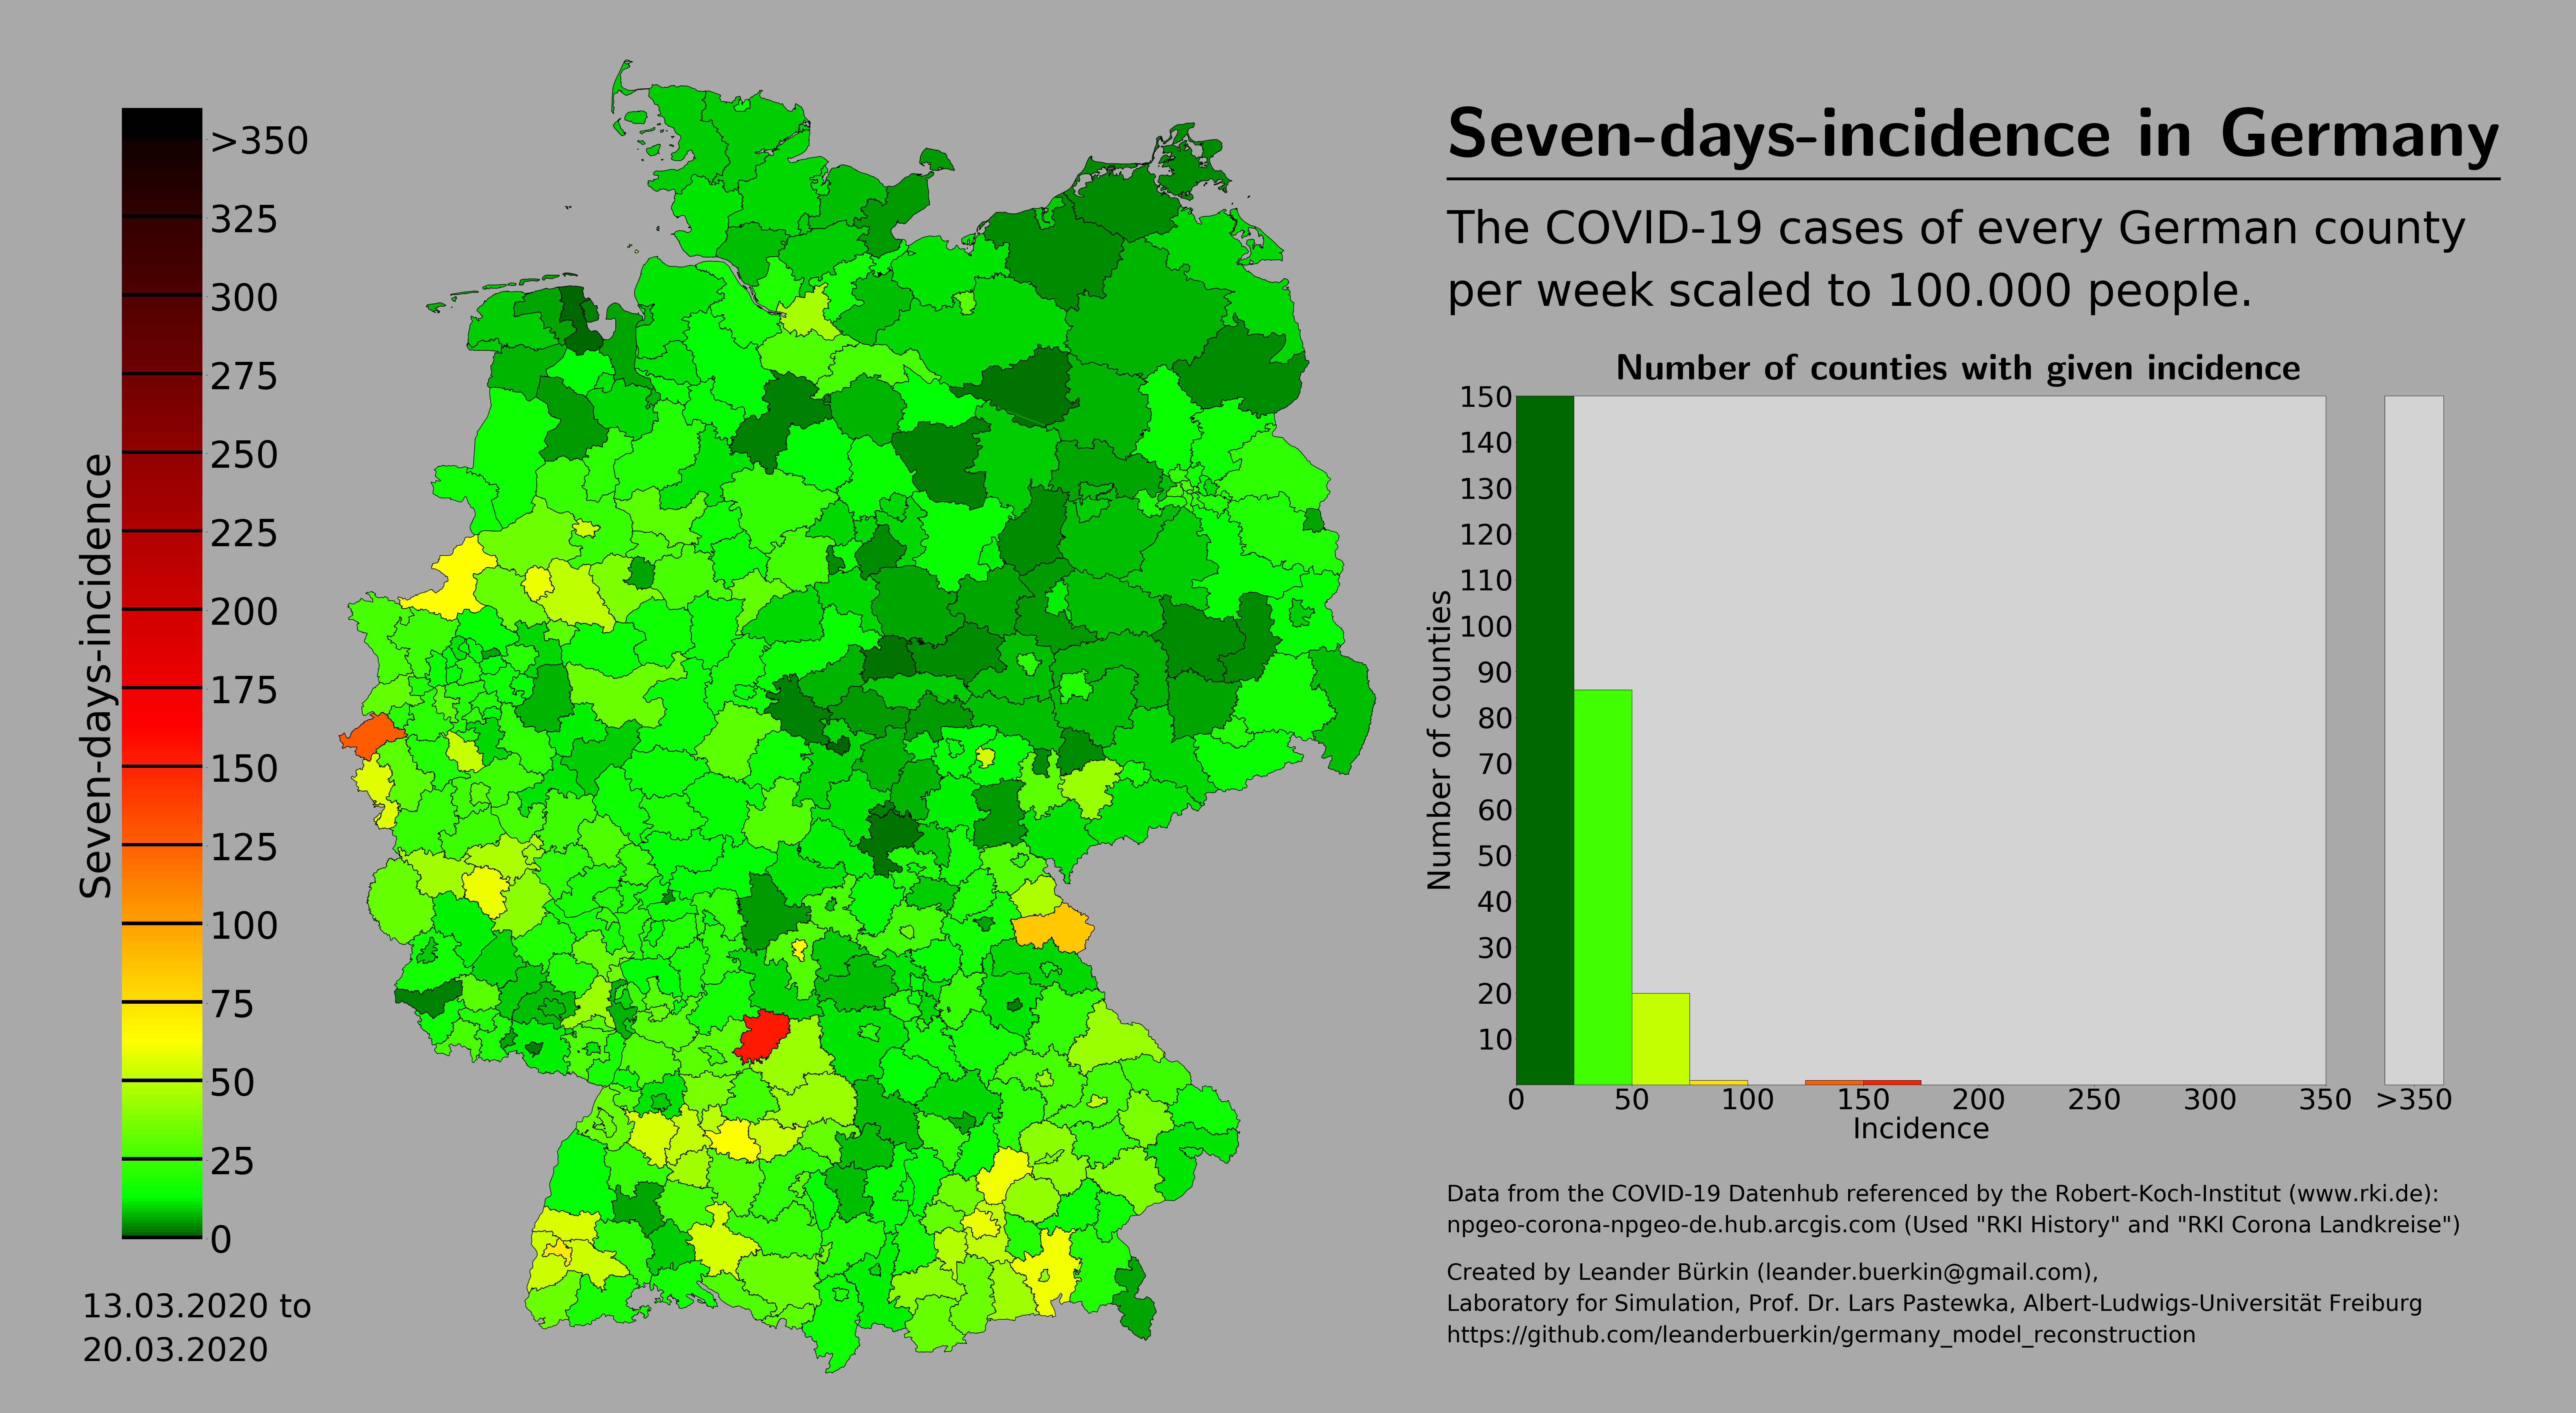 Seven-days-incidence in Germany
The COVID-19 cases of every German county
per week scaled to 100.000 people.
Seven-days-incidence
>350
325
300
275
250
225
200
175
150
125
100
75
50
25
0
13.03.2020 to
20.03.2020
Number of counties with given incidence
Number of counties
150
140
130
120
110
100
90
80
70
60
50
40
30
20
10
0 50 100 150 200 250 300 350 >350
Incidence
Data from the COVID-19 Datenhub referenced by the Robert-Koch-Institut (www.rki.de):
npgeo-corona-npgeo-de.hub.arcgis.com (Used "RKI History" and "RKI Corona Landkreise")
Created by Leander Bürkin (leander.buerkin@gmail.com),
Laboratory for Simulation, Prof. Dr. Lars Pastewka, Albert-Ludwigs-Universität Freiburg
https://github.com/leanderbuerkin/germany_model_reconstruction